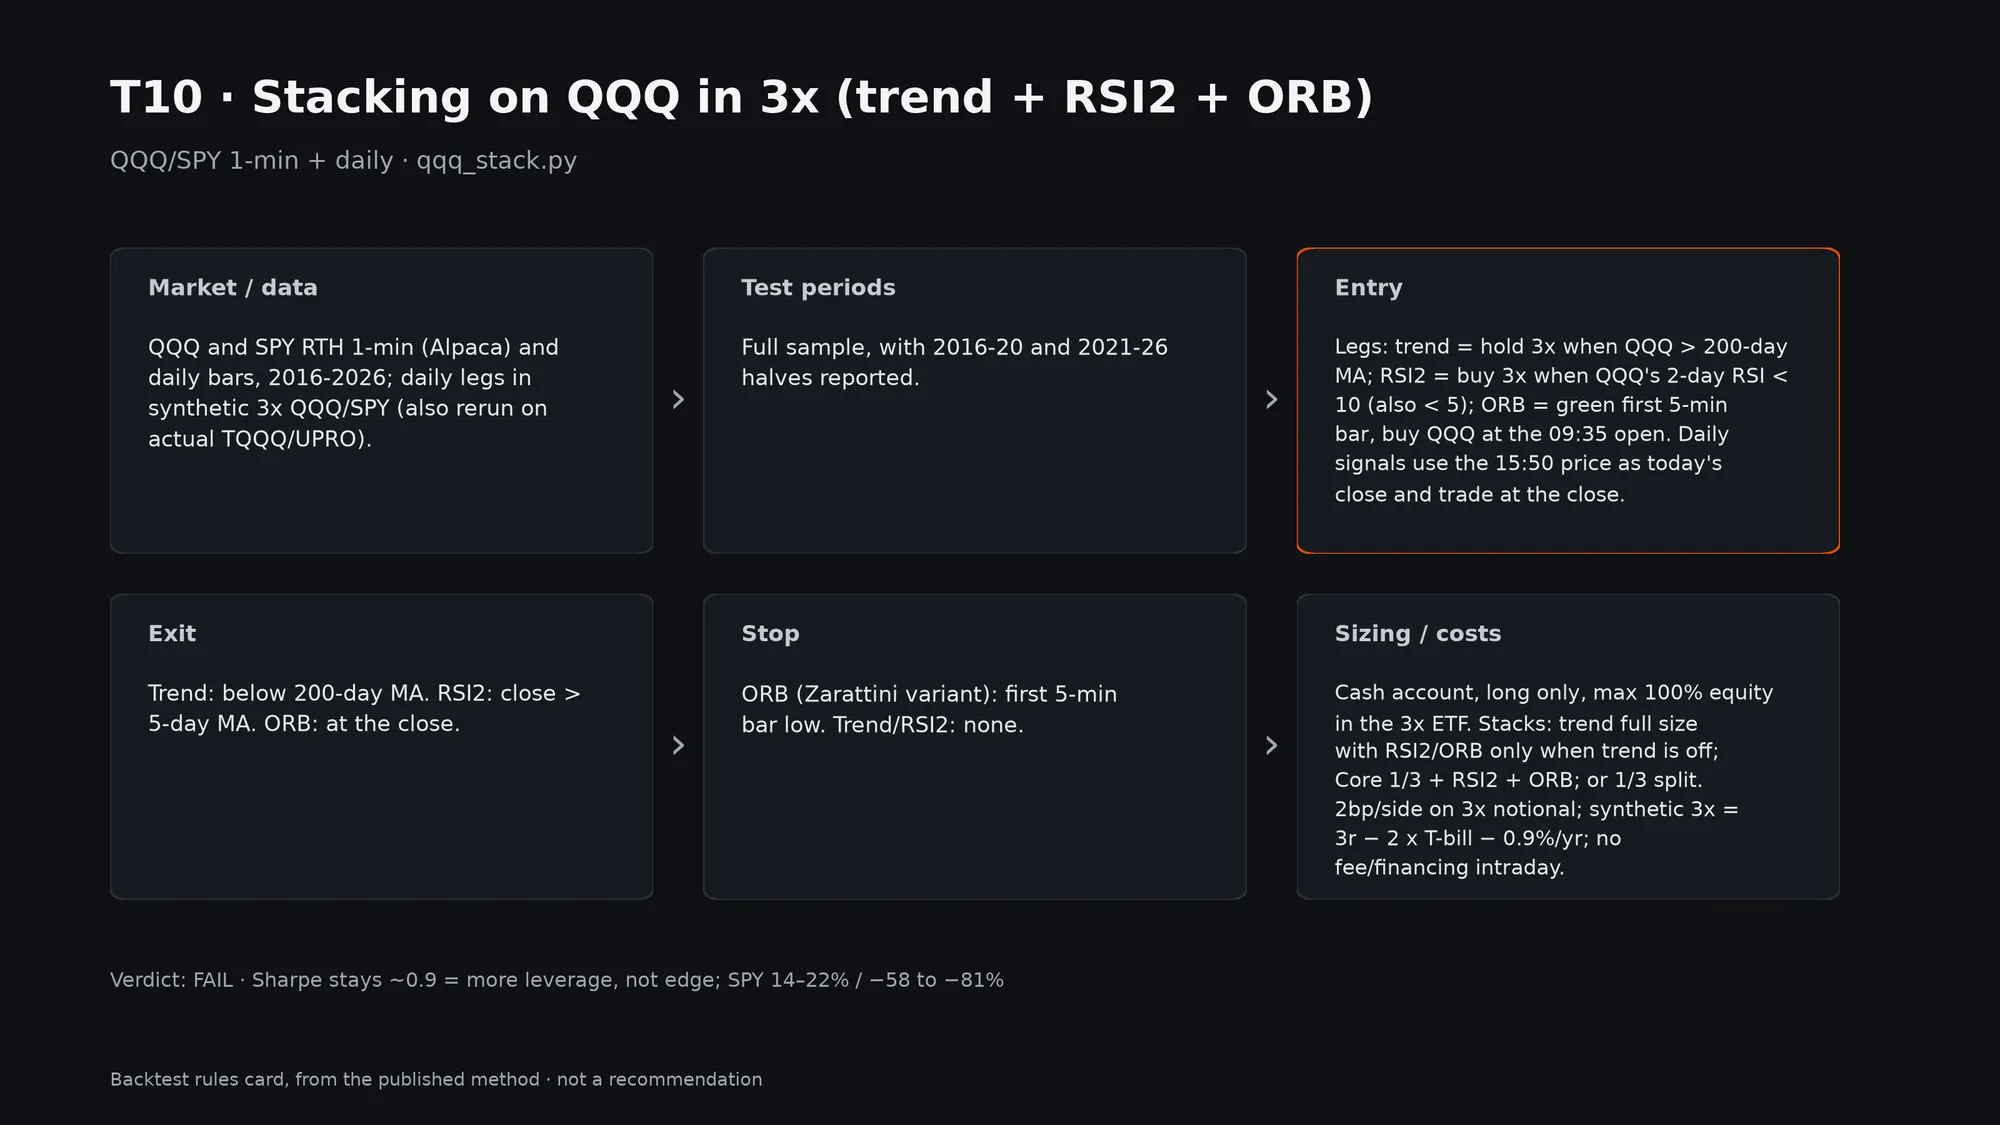 T10 · Stacking on QQQ in 3x (trend + RSI2 + ORB)
QQQ/SPY 1-min + daily · qqq_stack.py
Market / data
QQQ and SPY RTH 1-min (Alpaca) and
daily bars, 2016-2026; daily legs in
synthetic 3x QQQ/SPY (also rerun on
actual TQQQ/UPRO).
›
Test periods
Full sample, with 2016-20 and 2021-26
halves reported.
›
Entry
Legs: trend = hold 3x when QQQ > 200-day
MA; RSI2 = buy 3x when QQQ's 2-day RSI <
10 (also < 5); ORB = green first 5-min
bar, buy QQQ at the 09:35 open. Daily
signals use the 15:50 price as today's
close and trade at the close.
Exit
Trend: below 200-day MA. RSI2: close >
5-day MA. ORB: at the close.
›
Stop
ORB (Zarattini variant): first 5-min
bar low. Trend/RSI2: none.
›
Sizing / costs
Cash account, long only, max 100% equity
in the 3x ETF. Stacks: trend full size
with RSI2/ORB only when trend is off;
Core 1/3 + RSI2 + ORB; or 1/3 split.
2bp/side on 3x notional; synthetic 3x =
3r − 2 x T-bill − 0.9%/yr; no
fee/financing intraday.
Verdict: FAIL · Sharpe stays ~0.9 = more leverage, not edge; SPY 14–22% / −58 to −81%
Backtest rules card, from the published method · not a recommendation